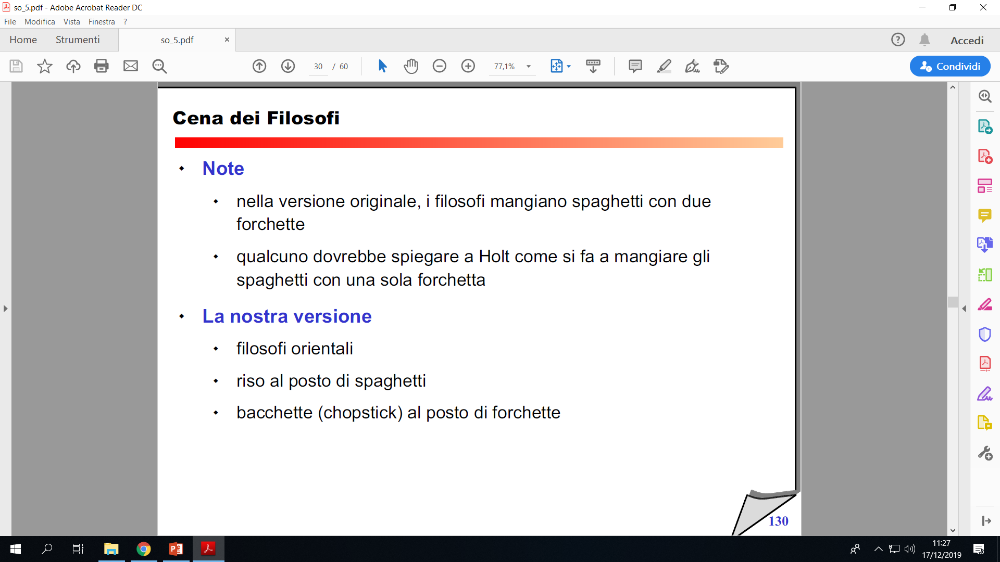 so_5.pdf - Adobe Acrobat Reader DC
File Modifica Vista Finestra ?
Home Strumenti so_5.pdf Accedi
30 / 60 77,1% Condividi
Cena dei Filosofi
Note
nella versione originale, i filosofi mangiano spaghetti con due
forchette
qualcuno dovrebbe spiegare a Holt come si fa a mangiare gli
spaghetti con una sola forchetta
La nostra versione
filosofi orientali
riso al posto di spaghetti
bacchette (chopstick) al posto di forchette
130
11:27
17/12/2019